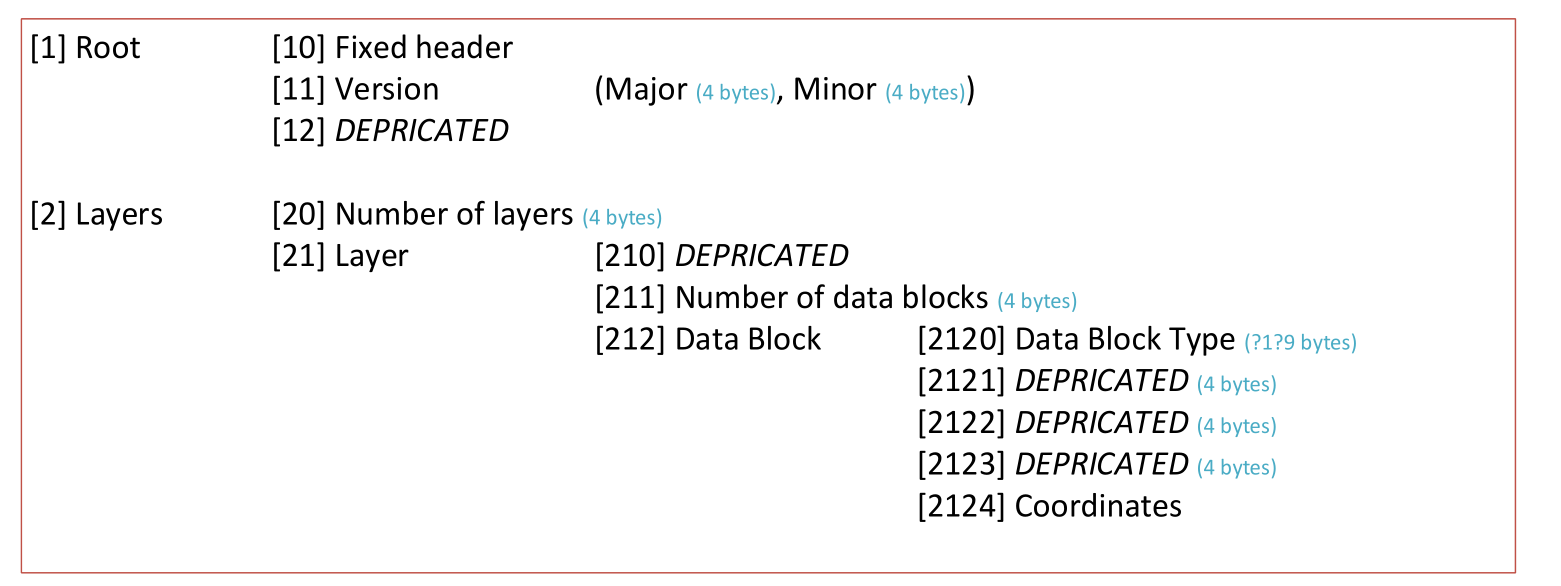 [1] Root [10] Fixed header
[11] Version (Major (4 bytes), Minor (4 bytes))
[12] DEPRICATED
[2] Layers [20] Number of layers (4 bytes)
[21] Layer [210] DEPRICATED
[211] Number of data blocks (4 bytes)
[212] Data Block [2120] Data Block Type (?1?9 bytes)
[2121] DEPRICATED (4 bytes)
[2122] DEPRICATED (4 bytes)
[2123] DEPRICATED (4 bytes)
[2124] Coordinates